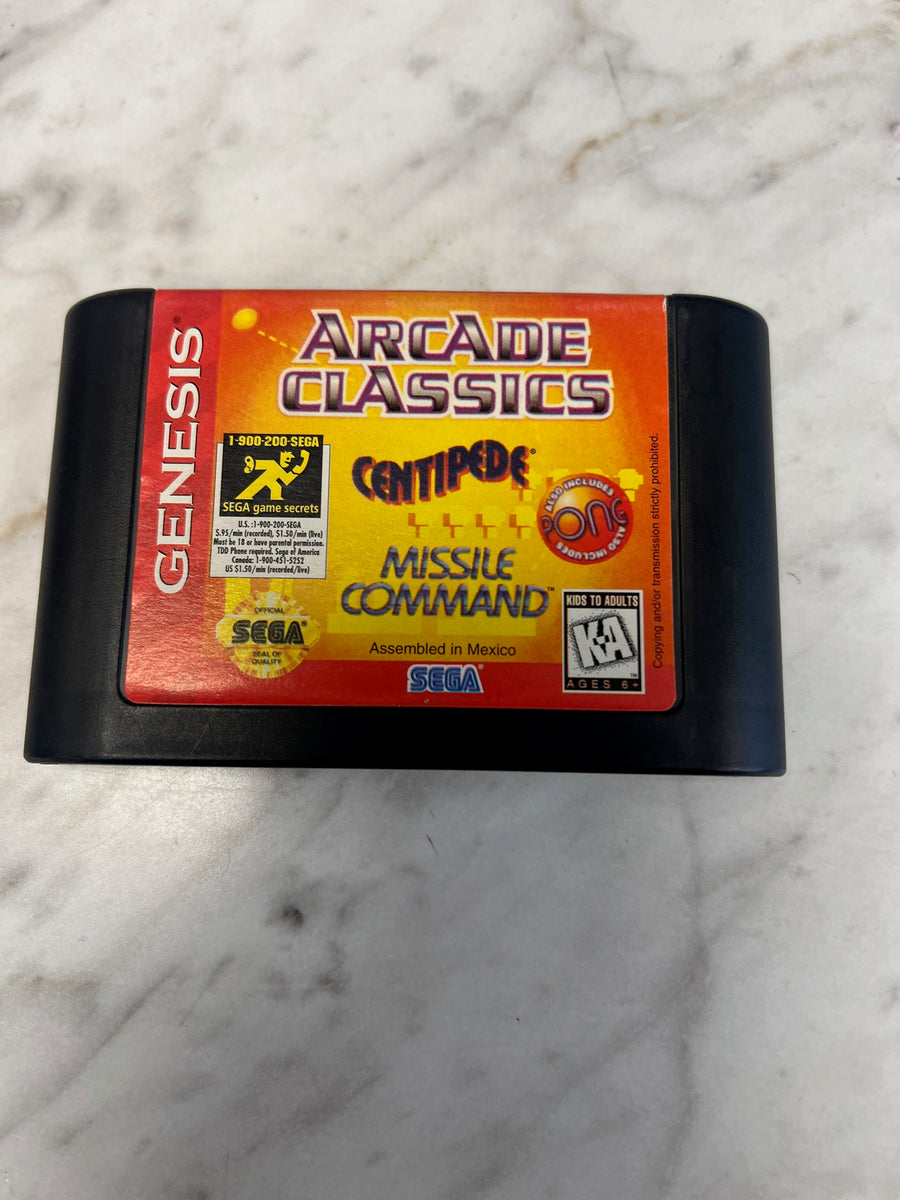 GENESIS®
ARCADE
CLASSICS
1-900-200-SEGA
SEGA game secrets
U.S. :1-900-200-SEGA
$.95/min (recorded), $1.50/min (live)
Must be 18 or have parental permission.
TDD Phone required. Sega of America
Canada: 1-900-451-5252
US $1.50/min (recorded/live)
CENTIPEDE®
ALSO INCLUDES
PONG
ALSO INCLUDES
MISSILE
COMMAND™
OFFICIAL
SEGA®
SEAL OF
QUALITY
Assembled in Mexico
SEGA®
KIDS TO ADULTS
K-A
™
AGES 6+
Copying and/or transmission strictly prohibited.